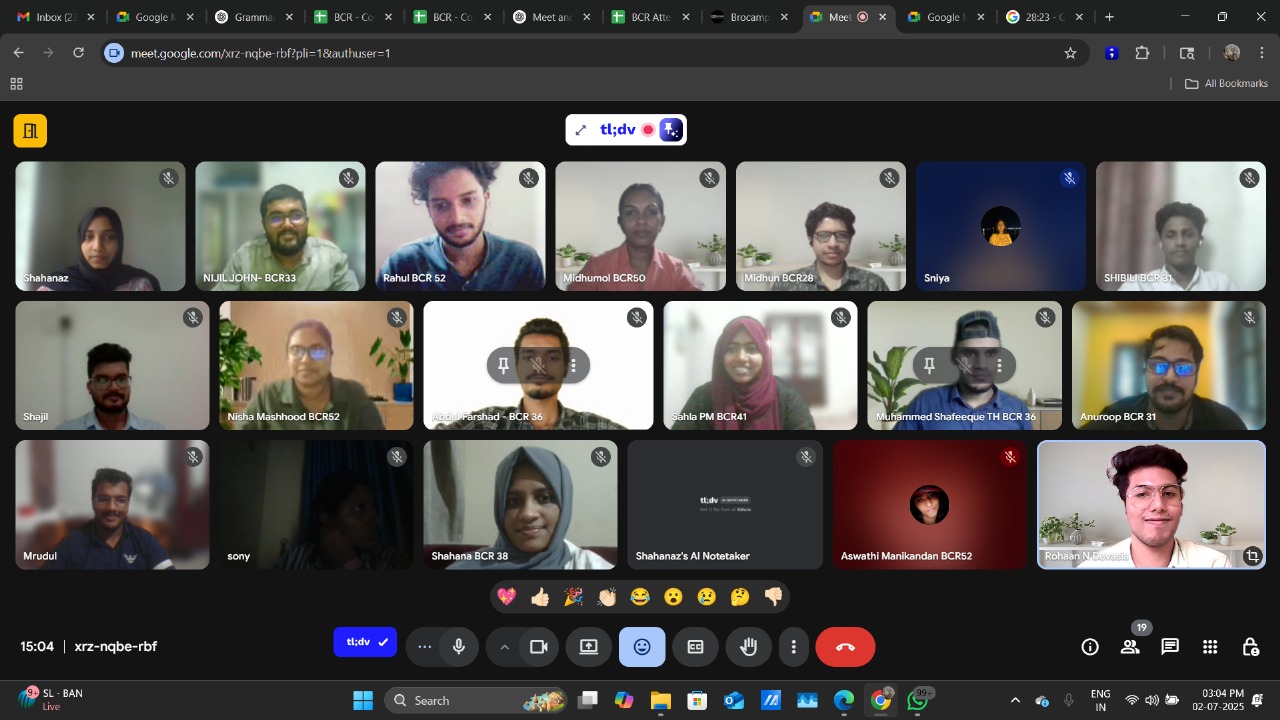 Inbox (23
Google M
Gramma
BCR - Co
BCR - Co
Meet and
BCR Atte
Brocamp
Meet
Google M
28:23 - G
meet.google.com/xrz-nqbe-rbf?pli=1&authuser=1
All Bookmarks
tl;dv
Shahanaz
NIJIL JOHN- BCR33
Rahul BCR 52
Midhumol BCR50
Midhun BCR28
Sniya
SHIBILI BCR 31
Shajil
Nisha Mashhood BCR52
Abdul Farshad - BCR 36
Sahla PM BCR41
Muhammed Shafeeque TH BCR 36
Anuroop BCR 31
tl;dv
Mrudul
sony
Shahana BCR 38
Shahanaz's AI Notetaker
Aswathi Manikandan BCR52
Rohaan N Devasia
15:04 | xrz-nqbe-rbf
tl;dv
19
9+
SL - BAN
Live
Search
99+
ENG
IN
03:04 PM
02-07-2025